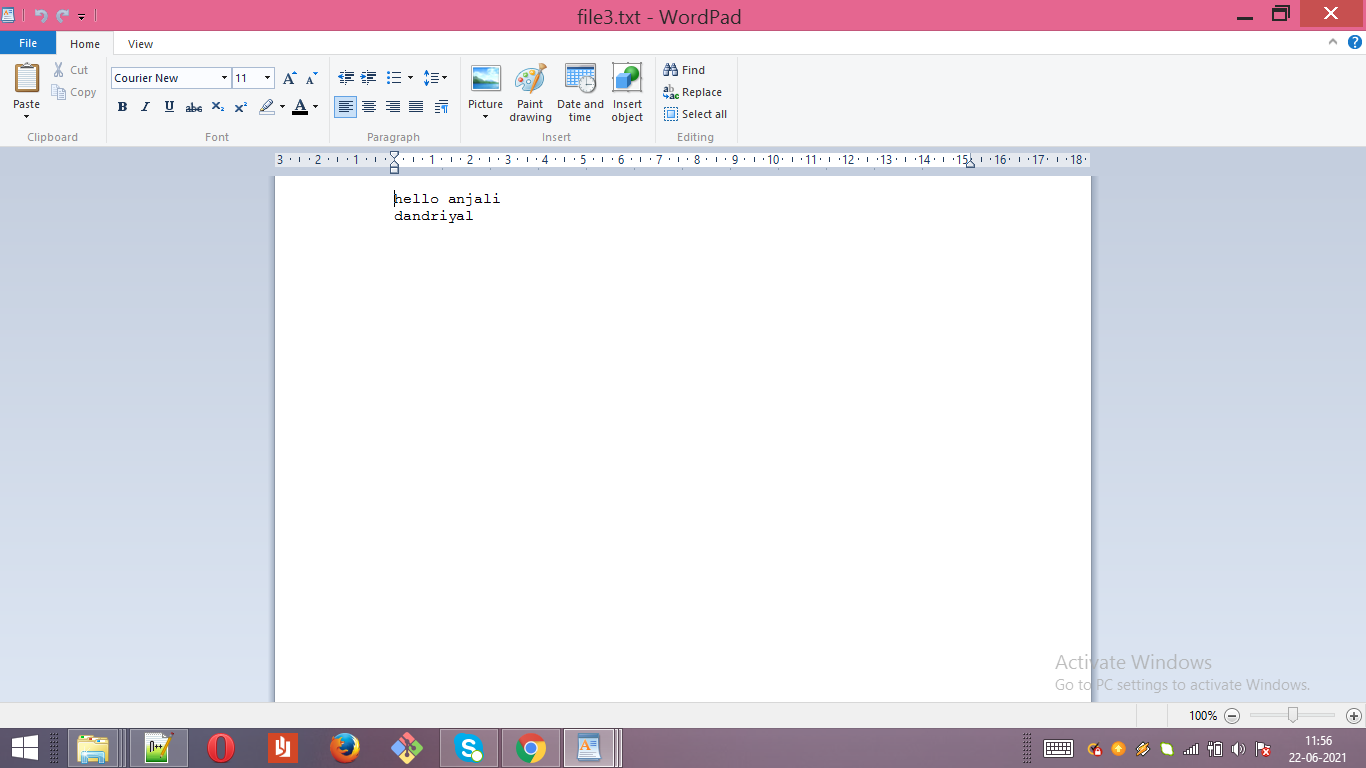 file3.txt - WordPad
File Home View
Paste
Cut
Copy
Clipboard
Courier New 11
B I U abc X₂ X²
A
Font
Paragraph
Picture
Paint drawing
Date and time
Insert object
Insert
Find
Replace
Select all
Editing
3 2 1 1 2 3 4 5 6 7 8 9 10 11 12 13 14 15 16 17 18
hello anjali
dandriyal
Activate Windows
Go to PC settings to activate Windows.
100%
11:56
22-06-2021